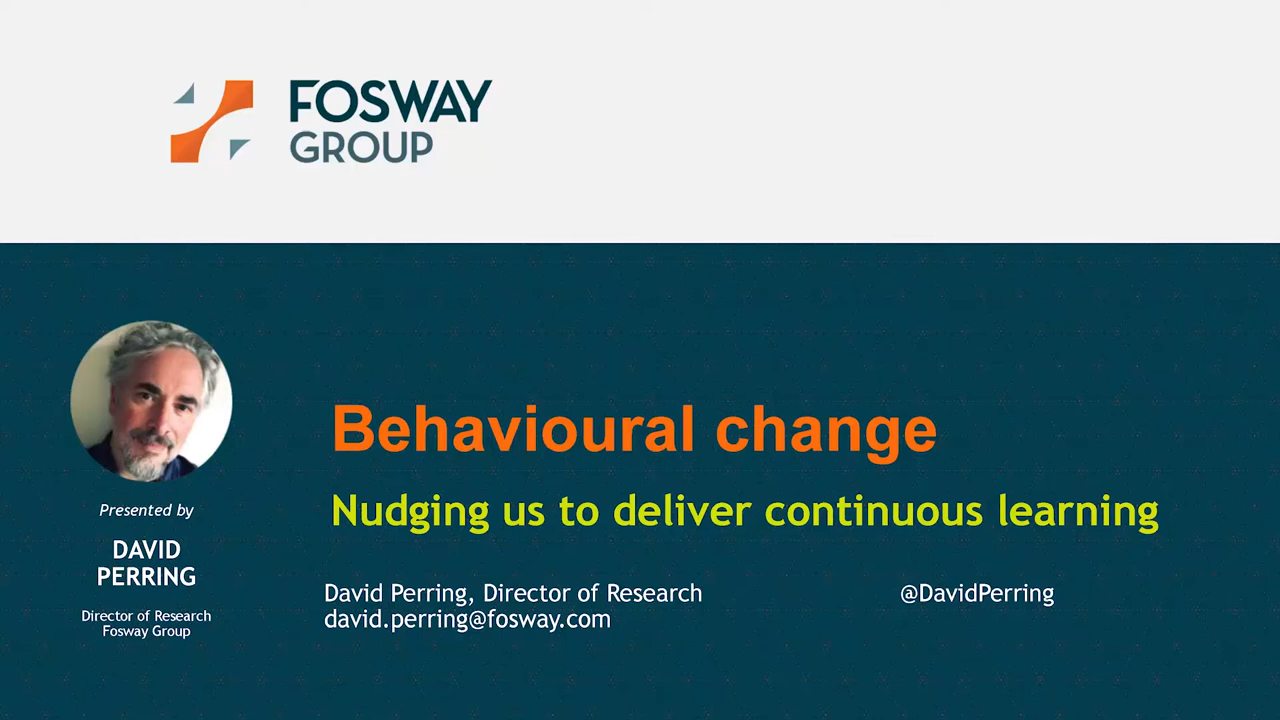 FOSWAY
GROUP
Behavioural change
Nudging us to deliver continuous learning
Presented by
DAVID
PERRING
Director of Research
Fosway Group
David Perring, Director of Research
david.perring@fosway.com
@DavidPerring